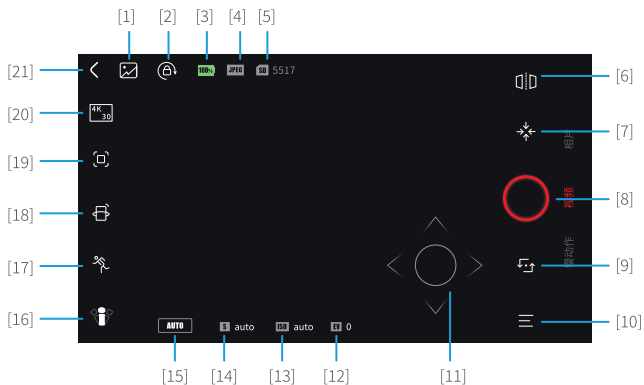 [1] [2] [3] [4] [5]
[21] 100% JPEG SD 5517 [6]
[20] 4K 30
[7]
相片
[19]
[18] 视频 [8]
[17] 慢动作 [9]
[16] AUTO S auto ISO auto EV 0 [10]
[15] [14] [13] [12] [11]